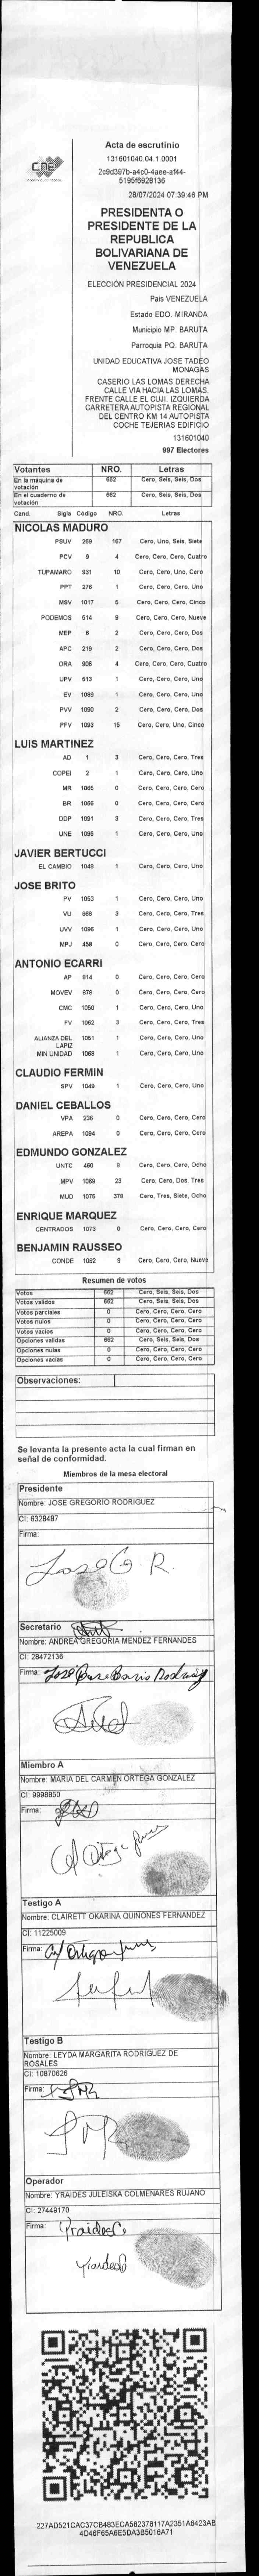 CNE
Acta de escrutinio
131601040.04.1.0001
2c9d397b-a4c0-4aee-af44-
5195f6928136
28/07/2024 07:39:46 PM
PRESIDENTA O
PRESIDENTE DE LA
REPUBLICA
BOLIVARIANA DE
VENEZUELA
ELECCIÓN PRESIDENCIAL 2024
Pais VENEZUELA
Estado EDO. MIRANDA
Municipio MP. BARUTA
Parroquia PQ. BARUTA
UNIDAD EDUCATIVA JOSE TADEO
MONAGAS
CASERIO LAS LOMAS DERECHA
CALLE VIA HACIA LAS LOMAS.
FRENTE CALLE EL CUJI. IZQUIERDA
CARRETERA AUTOPISTA REGIONAL
DEL CENTRO KM 14 AUTOPISTA
COCHE TEJERIAS EDIFICIO
131601040
997 Electores
Votantes NRO. Letras
En la máquina de votación 662 Cero, Seis, Seis, Dos
En el cuaderno de votación 662 Cero, Seis, Seis, Dos
Cand. Sigla Codigo NRO. Letras
NICOLAS MADURO
PSUV 269 167 Cero, Uno, Seis, Siete
PCV 9 4 Cero, Cero, Cero, Cuatro
TUPAMARO 931 10 Cero, Cero, Uno, Cero
PPT 276 1 Cero, Cero, Cero, Uno
MSV 1017 5 Cero, Cero, Cero, Cinco
PODEMOS 514 9 Cero, Cero, Cero, Nueve
MEP 6 2 Cero, Cero, Cero, Dos
APC 219 2 Cero, Cero, Cero, Dos
ORA 906 4 Cero, Cero, Cero, Cuatro
UPV 513 1 Cero, Cero, Cero, Uno
EV 1089 1 Cero, Cero, Cero, Uno
PVV 1090 2 Cero, Cero, Cero, Dos
PFV 1093 15 Cero, Cero, Uno, Cinco
LUIS MARTINEZ
AD 1 3 Cero, Cero, Cero, Tres
COPEI 2 1 Cero, Cero, Cero, Uno
MR 1065 0 Cero, Cero, Cero, Cero
BR 1066 0 Cero, Cero, Cero, Cero
DDP 1091 3 Cero, Cero, Cero, Tres
UNE 1095 1 Cero, Cero, Cero, Uno
JAVIER BERTUCCI
EL CAMBIO 1048 1 Cero, Cero, Cero, Uno
JOSE BRITO
PV 1053 1 Cero, Cero, Cero, Uno
VU 868 3 Cero, Cero, Cero, Tres
UVV 1096 1 Cero, Cero, Cero, Uno
MPJ 458 0 Cero, Cero, Cero, Cero
ANTONIO ECARRI
AP 814 0 Cero, Cero, Cero, Cero
MOVEV 878 0 Cero, Cero, Cero, Cero
CMC 1050 1 Cero, Cero, Cero, Uno
FV 1062 3 Cero, Cero, Cero, Tres
ALIANZA DEL LAPIZ 1051 1 Cero, Cero, Cero, Uno
MIN UNIDAD 1068 1 Cero, Cero, Cero, Uno
CLAUDIO FERMIN
SPV 1049 1 Cero, Cero, Cero, Uno
DANIEL CEBALLOS
VPA 236 0 Cero, Cero, Cero, Cero
AREPA 1094 0 Cero, Cero, Cero, Cero
EDMUNDO GONZALEZ
UNTC 460 8 Cero, Cero, Cero, Ocho
MPV 1069 23 Cero, Cero, Dos, Tres
MUD 1075 378 Cero, Tres, Siete, Ocho
ENRIQUE MARQUEZ
CENTRADOS 1073 0 Cero, Cero, Cero, Cero
BENJAMIN RAUSSEO
CONDE 1092 9 Cero, Cero, Cero, Nueve
Resumen de votos
Votos 662 Cero, Seis, Seis, Dos
Votos validos 662 Cero, Seis, Seis, Dos
Votos parciales 0 Cero, Cero, Cero, Cero
Votos nulos 0 Cero, Cero, Cero, Cero
Votos vacios 0 Cero, Cero, Cero, Cero
Opciones validas 662 Cero, Seis, Seis, Dos
Opciones nulas 0 Cero, Cero, Cero, Cero
Opciones vacias 0 Cero, Cero, Cero, Cero
Observaciones:
Se levanta la presente acta la cual firman en
señal de conformidad.
Miembros de la mesa electoral
Presidente
Nombre: JOSE GREGORIO RODRIGUEZ
CI: 6328487
Firma:
Jose G. R.
Secretario
Nombre: ANDREA GREGORIA MENDEZ FERNANDES
CI: 28472136
Firma:
Miembro A
Nombre: MARIA DEL CARMEN ORTEGA GONZALEZ
CI: 9998850
Firma:
Testigo A
Nombre: CLAIRETT OKARINA QUIÑONES FERNANDEZ
CI: 11225009
Firma:
Testigo B
Nombre: LEYDA MARGARITA RODRIGUEZ DE
ROSALES
CI: 10870626
Firma:
Operador
Nombre: YRAIDES JULEISKA COLMENARES RUJANO
CI: 27449170
Firma: Yraides C.
227AD521CAC37CB483ECA582378117A2351A6423AB
4D46F65A6E5DA3B5016A71